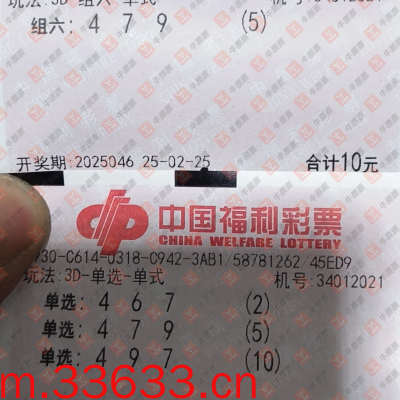 玩法:3D-组六-单式
组六: 4 7 9 (5)
开奖期:2025046 25-02-25 合计10元
中国福利彩票
CHINA WELFARE LOTTERY
730-C614-0318-C942-3AB1/58781262/45ED9
玩法:3D-单选-单式 机号:34012021
单选: 4 6 7 (2)
单选: 4 7 9 (5)
单选: 4 9 7 (10)
m.33633.cn